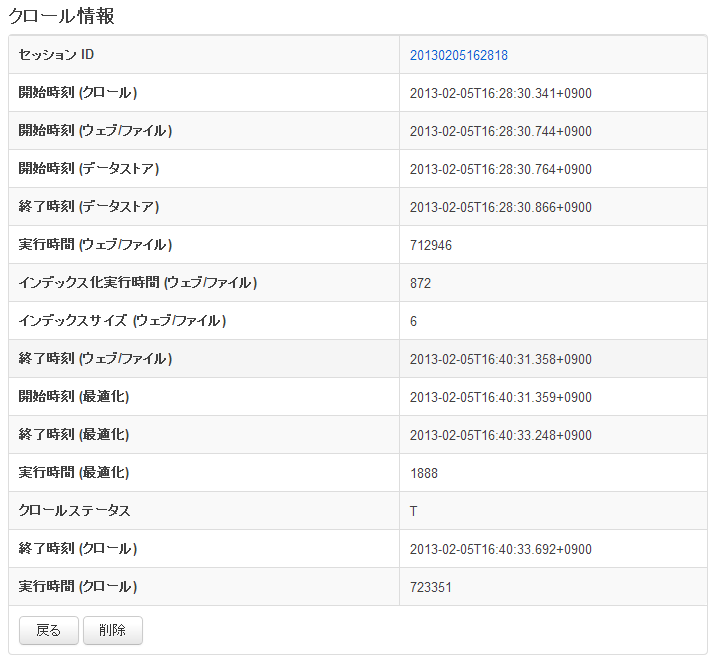 クロール情報
セッション ID 20130205162818
開始時刻 (クロール) 2013-02-05T16:28:30.341+0900
開始時刻 (ウェブ/ファイル) 2013-02-05T16:28:30.744+0900
開始時刻 (データストア) 2013-02-05T16:28:30.764+0900
終了時刻 (データストア) 2013-02-05T16:28:30.866+0900
実行時間 (ウェブ/ファイル) 712946
インデックス化実行時間 (ウェブ/ファイル) 872
インデックスサイズ (ウェブ/ファイル) 6
終了時刻 (ウェブ/ファイル) 2013-02-05T16:40:31.358+0900
開始時刻 (最適化) 2013-02-05T16:40:31.359+0900
終了時刻 (最適化) 2013-02-05T16:40:33.248+0900
実行時間 (最適化) 1888
クロールステータス T
終了時刻 (クロール) 2013-02-05T16:40:33.692+0900
実行時間 (クロール) 723351
戻る 削除